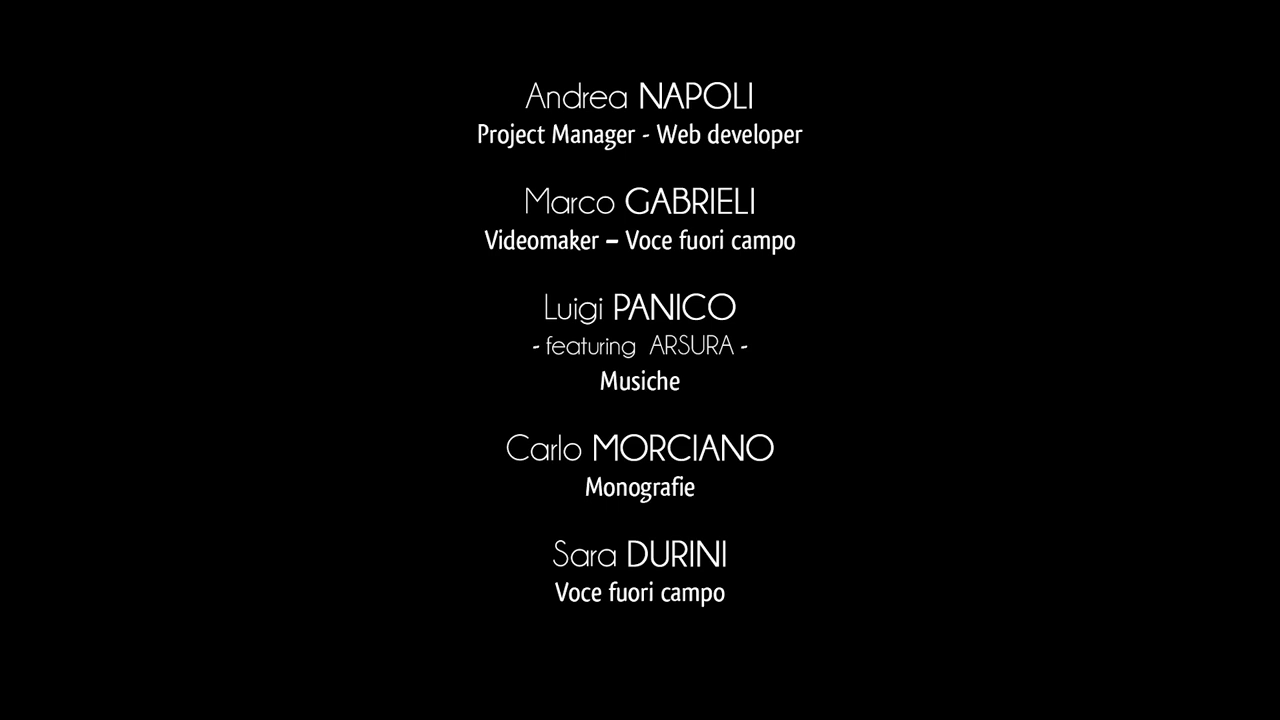 Andrea NAPOLI
Project Manager - Web developer
Marco GABRIELI
Videomaker – Voce fuori campo
Luigi PANICO
- featuring ARSURA -
Musiche
Carlo MORCIANO
Monografie
Sara DURINI
Voce fuori campo